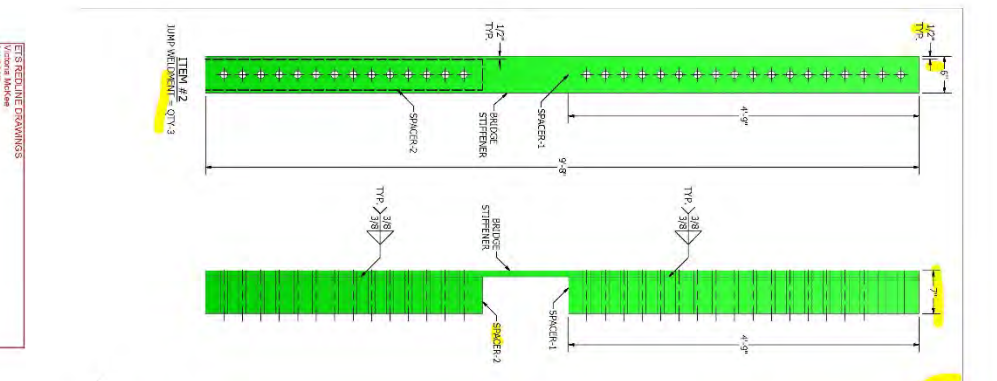 ETS REDLINE DRAWINGS
Victoria McKee
1/2"
TYP.
1/2"
TYP.
6"
4'-9"
SPACER-1
BRIDGE
STIFFENER
SPACER-2
ITEM #2
JUMP WELDMENT = QTY-3
9'-8"
TYP.
3/8
3/8
BRIDGE
STIFFENER
TYP.
3/8
3/8
7"
SPACER-1
SPACER-2
4'-9"